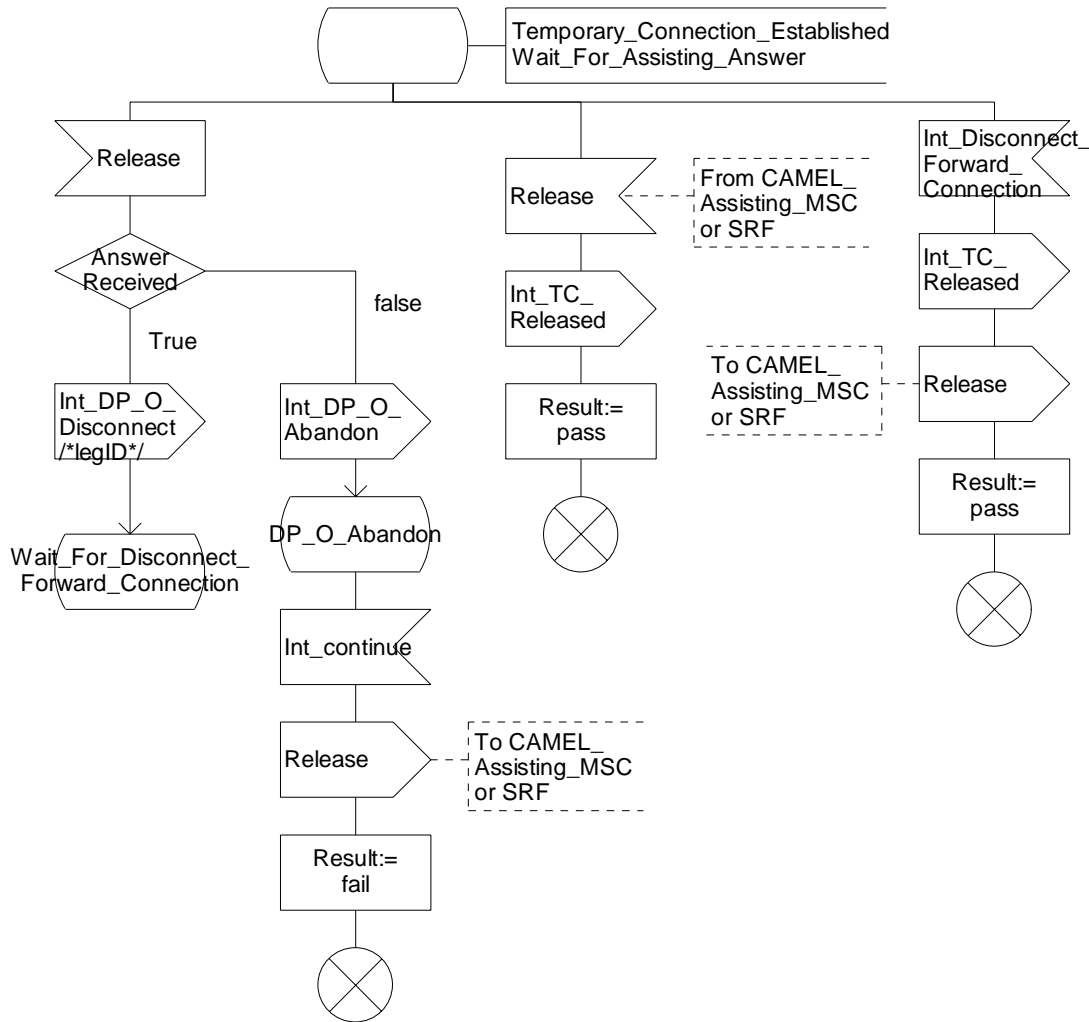 Temporary_Connection_Established
Wait_For_Assisting_Answer
Release
Answer
Received
True
false
Int_DP_O_
Disconnect
/*legID*/
Wait_For_Disconnect_
Forward_Connection
Int_DP_O_
Abandon
DP_O_Abandon
Int_continue
Release
To CAMEL_
Assisting_MSC
or SRF
Result:=
fail
Release
From CAMEL_
Assisting_MSC
or SRF
Int_TC_
Released
Result:=
pass
Int_Disconnect_
Forward_
Connection
Int_TC_
Released
To CAMEL_
Assisting_MSC
or SRF
Release
Result:=
pass